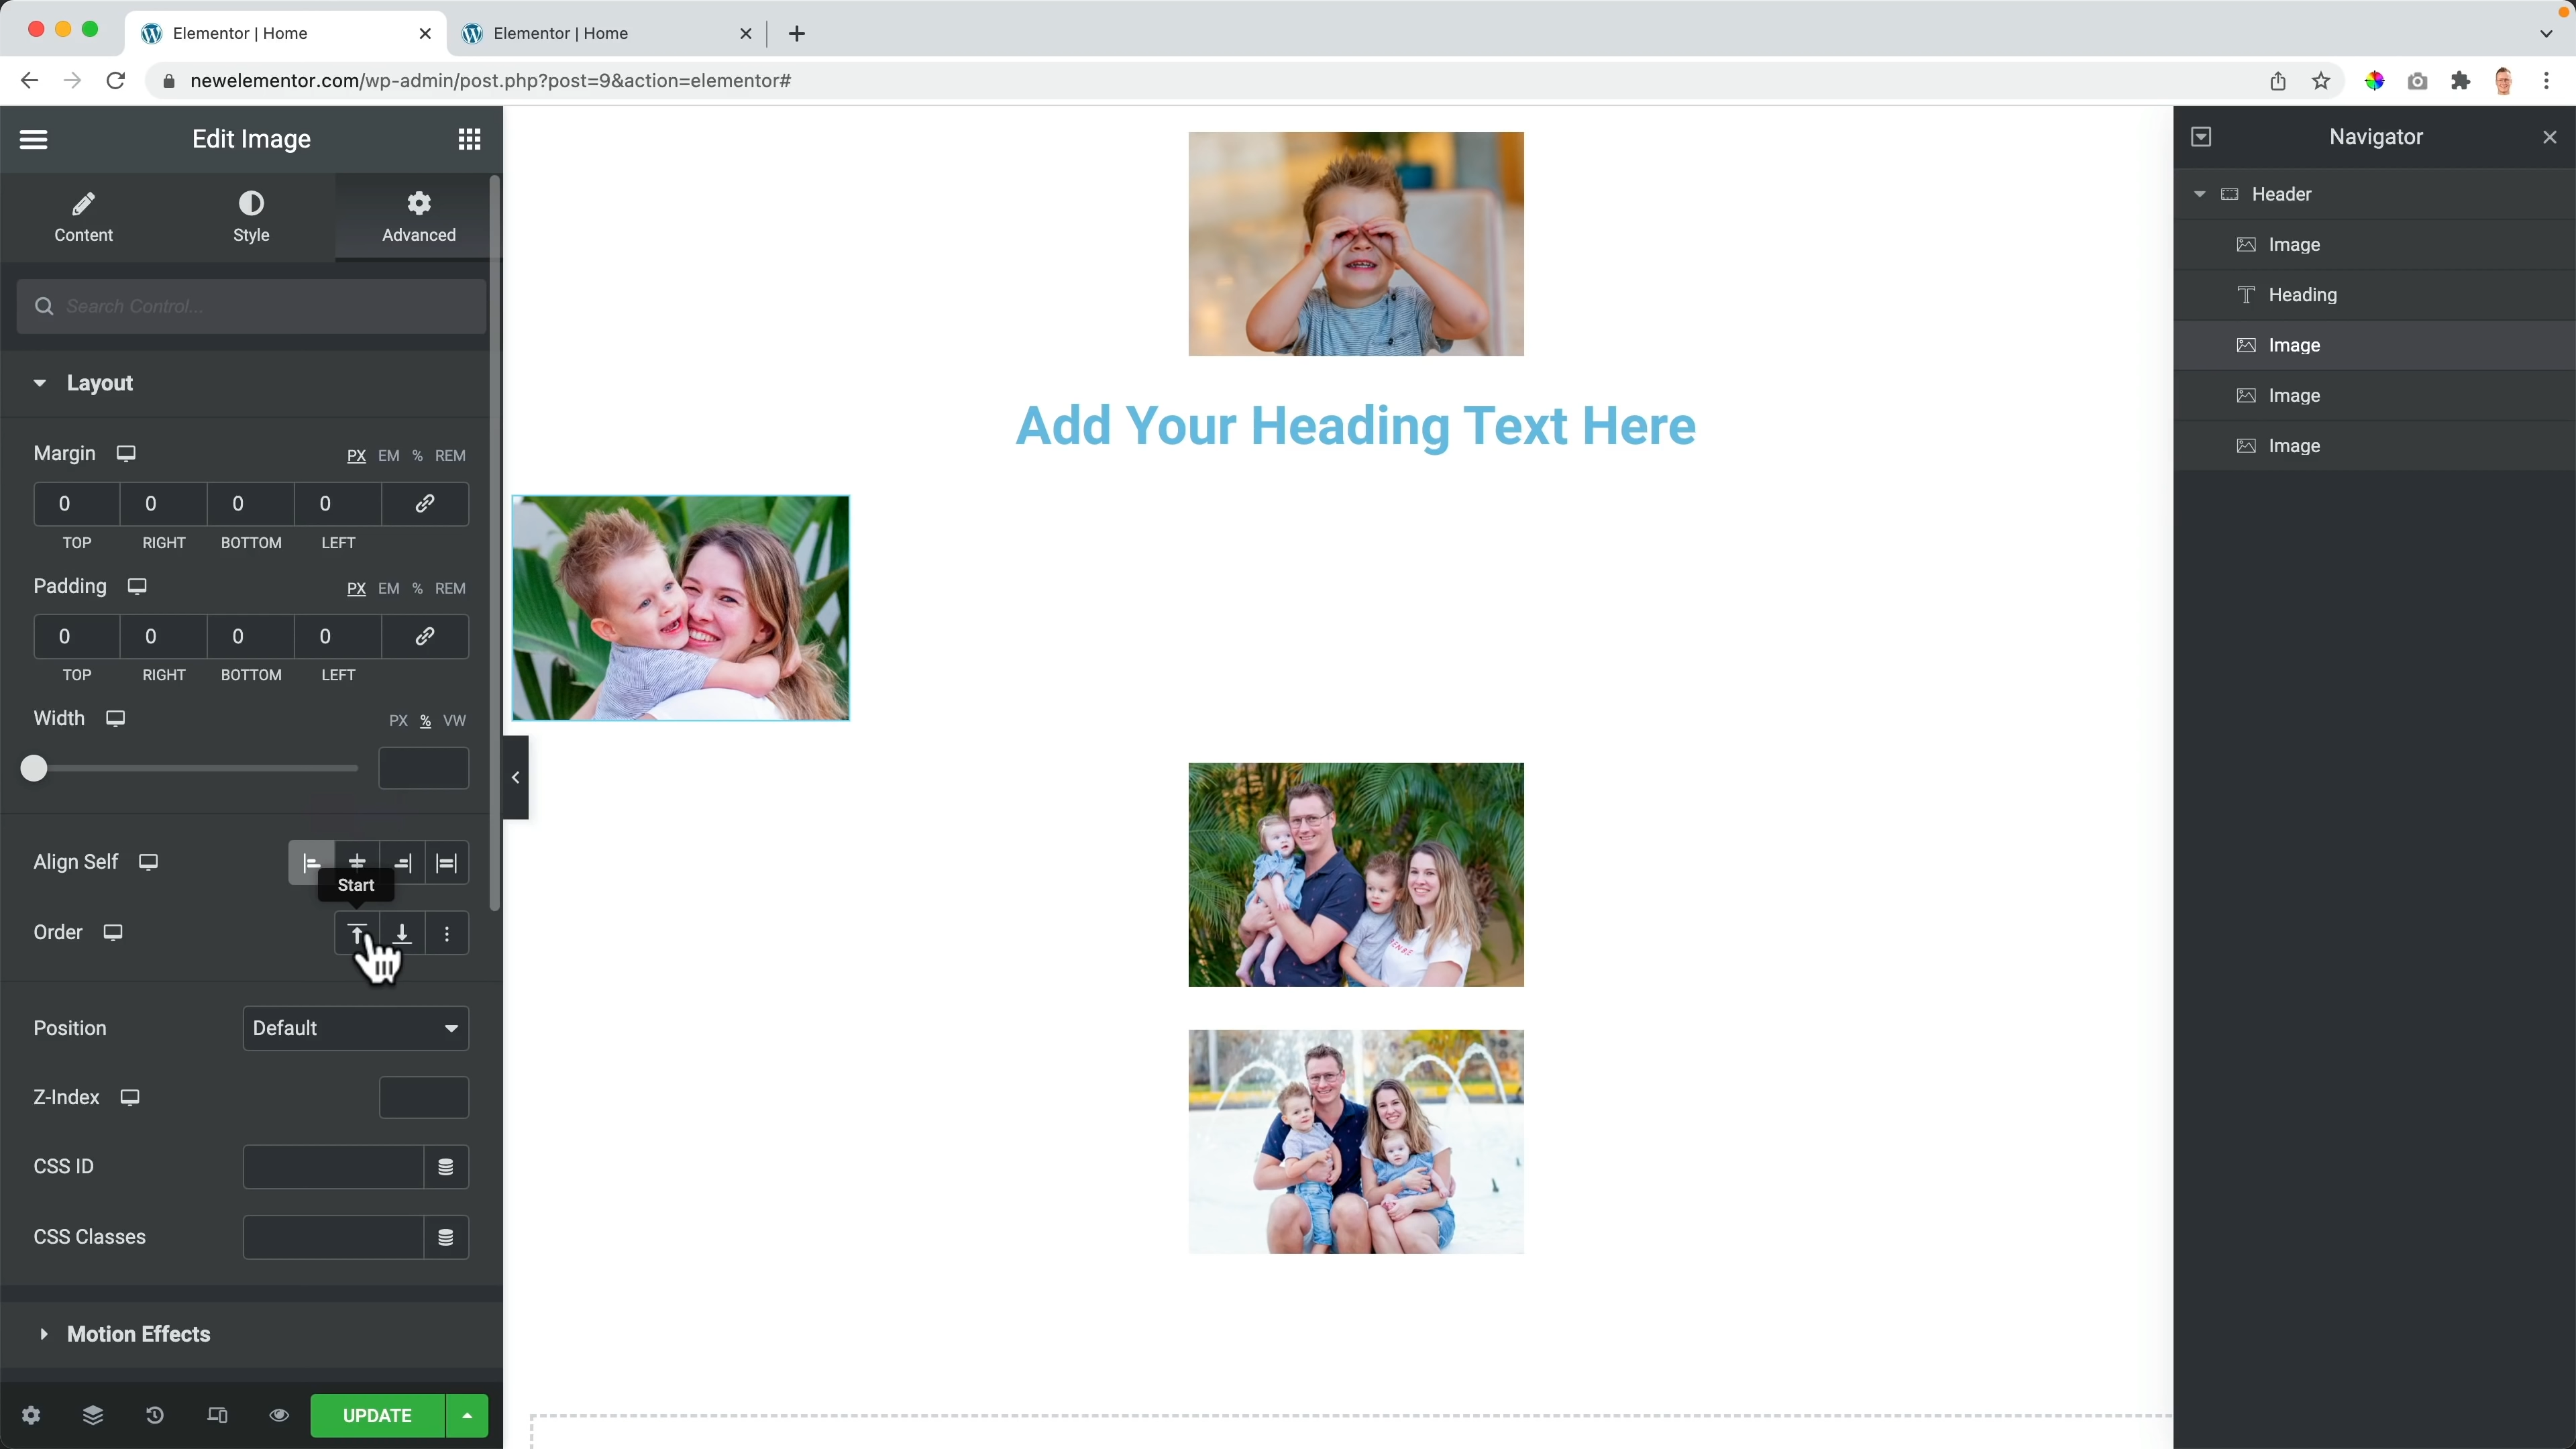 Elementor | Home
Elementor | Home
newelementor.com/wp-admin/post.php?post=9&action=elementor#
Edit Image
Content
Style
Advanced
Search Control...
Layout
Margin
PX EM % REM
0 0 0 0
TOP RIGHT BOTTOM LEFT
Padding
PX EM % REM
0 0 0 0
TOP RIGHT BOTTOM LEFT
Width
PX % VW
Align Self
Start
Order
Position
Default
Z-Index
CSS ID
CSS Classes
Motion Effects
UPDATE
Add Your Heading Text Here
Navigator
Header
Image
Heading
Image
Image
Image